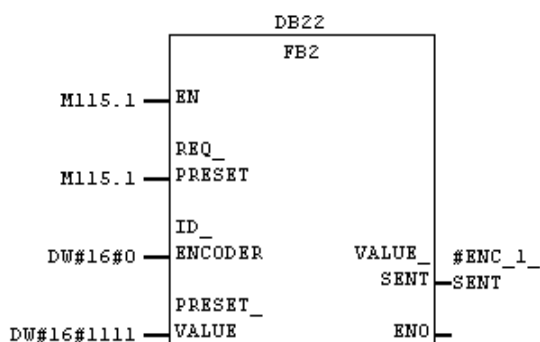 DB22
FB2
M115.1 EN
REQ_
M115.1 PRESET
ID_
DW#16#0 ENCODER VALUE_ #ENC_1_
SENT SENT
PRESET_
DW#16#1111 VALUE ENO